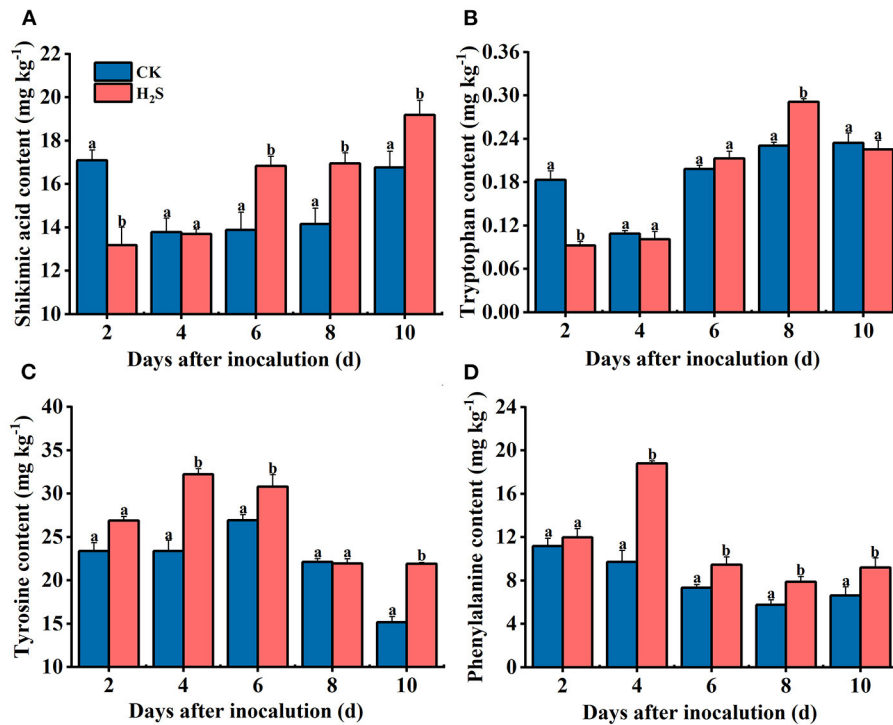 A
Shikimic acid content (mg kg-1)
22
20
18
16
14
12
10
CK
H2S
a
b
a
a
a
b
a
b
a
b
2 4 6 8 10
Days after inocalution (d)
B
Tryptophan content (mg kg-1)
0.36
0.30
0.24
0.18
0.12
0.06
0.00
a
b
a
a
a
a
a
b
a
a
2 4 6 8 10
Days after inocalution (d)
C
Tyrosine content (mg kg-1)
40
35
30
25
20
15
10
a
a
a
b
a
b
a
a
a
b
2 4 6 8 10
Days after inocalution (d)
D
Phenylalanine content (mg kg-1)
24
20
16
12
8
4
0
a
a
a
b
a
b
a
b
a
b
2 4 6 8 10
Days after inocalution (d)